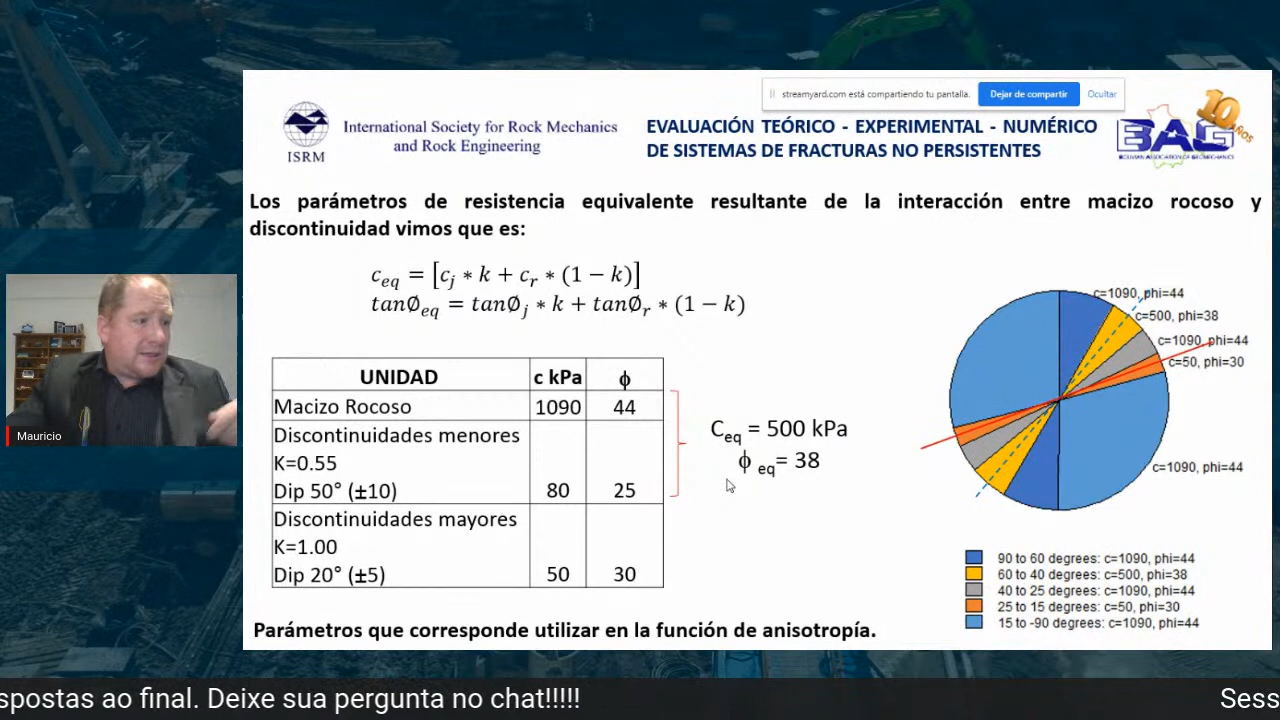 streamyard.com está compartiendo tu pantalla.
Dejar de compartir
Ocultar
ISRM
International Society for Rock Mechanics
and Rock Engineering
EVALUACIÓN TEÓRICO - EXPERIMENTAL - NUMÉRICO
DE SISTEMAS DE FRACTURAS NO PERSISTENTES
10
AÑOS
BAG
BOLIVIAN ASSOCIATION OF GEOMECHANICS
Los parámetros de resistencia equivalente resultante de la interacción entre macizo rocoso y
discontinuidad vimos que es:
c_eq = [c_j ∗ k + c_r ∗ (1 − k)]
tanØ_eq = tanØ_j ∗ k + tanØ_r ∗ (1 − k)
UNIDAD c kPa ϕ
Macizo Rocoso 1090 44
Discontinuidades menores
K=0.55
Dip 50° (±10) 80 25
Discontinuidades mayores
K=1.00
Dip 20° (±5) 50 30
C_eq = 500 kPa
ϕ_eq= 38
c=1090, phi=44
c=500, phi=38
c=1090, phi=44
c=50, phi=30
c=1090, phi=44
90 to 60 degrees: c=1090, phi=44
60 to 40 degrees: c=500, phi=38
40 to 25 degrees: c=1090, phi=44
25 to 15 degrees: c=50, phi=30
15 to -90 degrees: c=1090, phi=44
Parámetros que corresponde utilizar en la función de anisotropía.
Mauricio
spostas ao final. Deixe sua pergunta no chat!!!!!
Sess